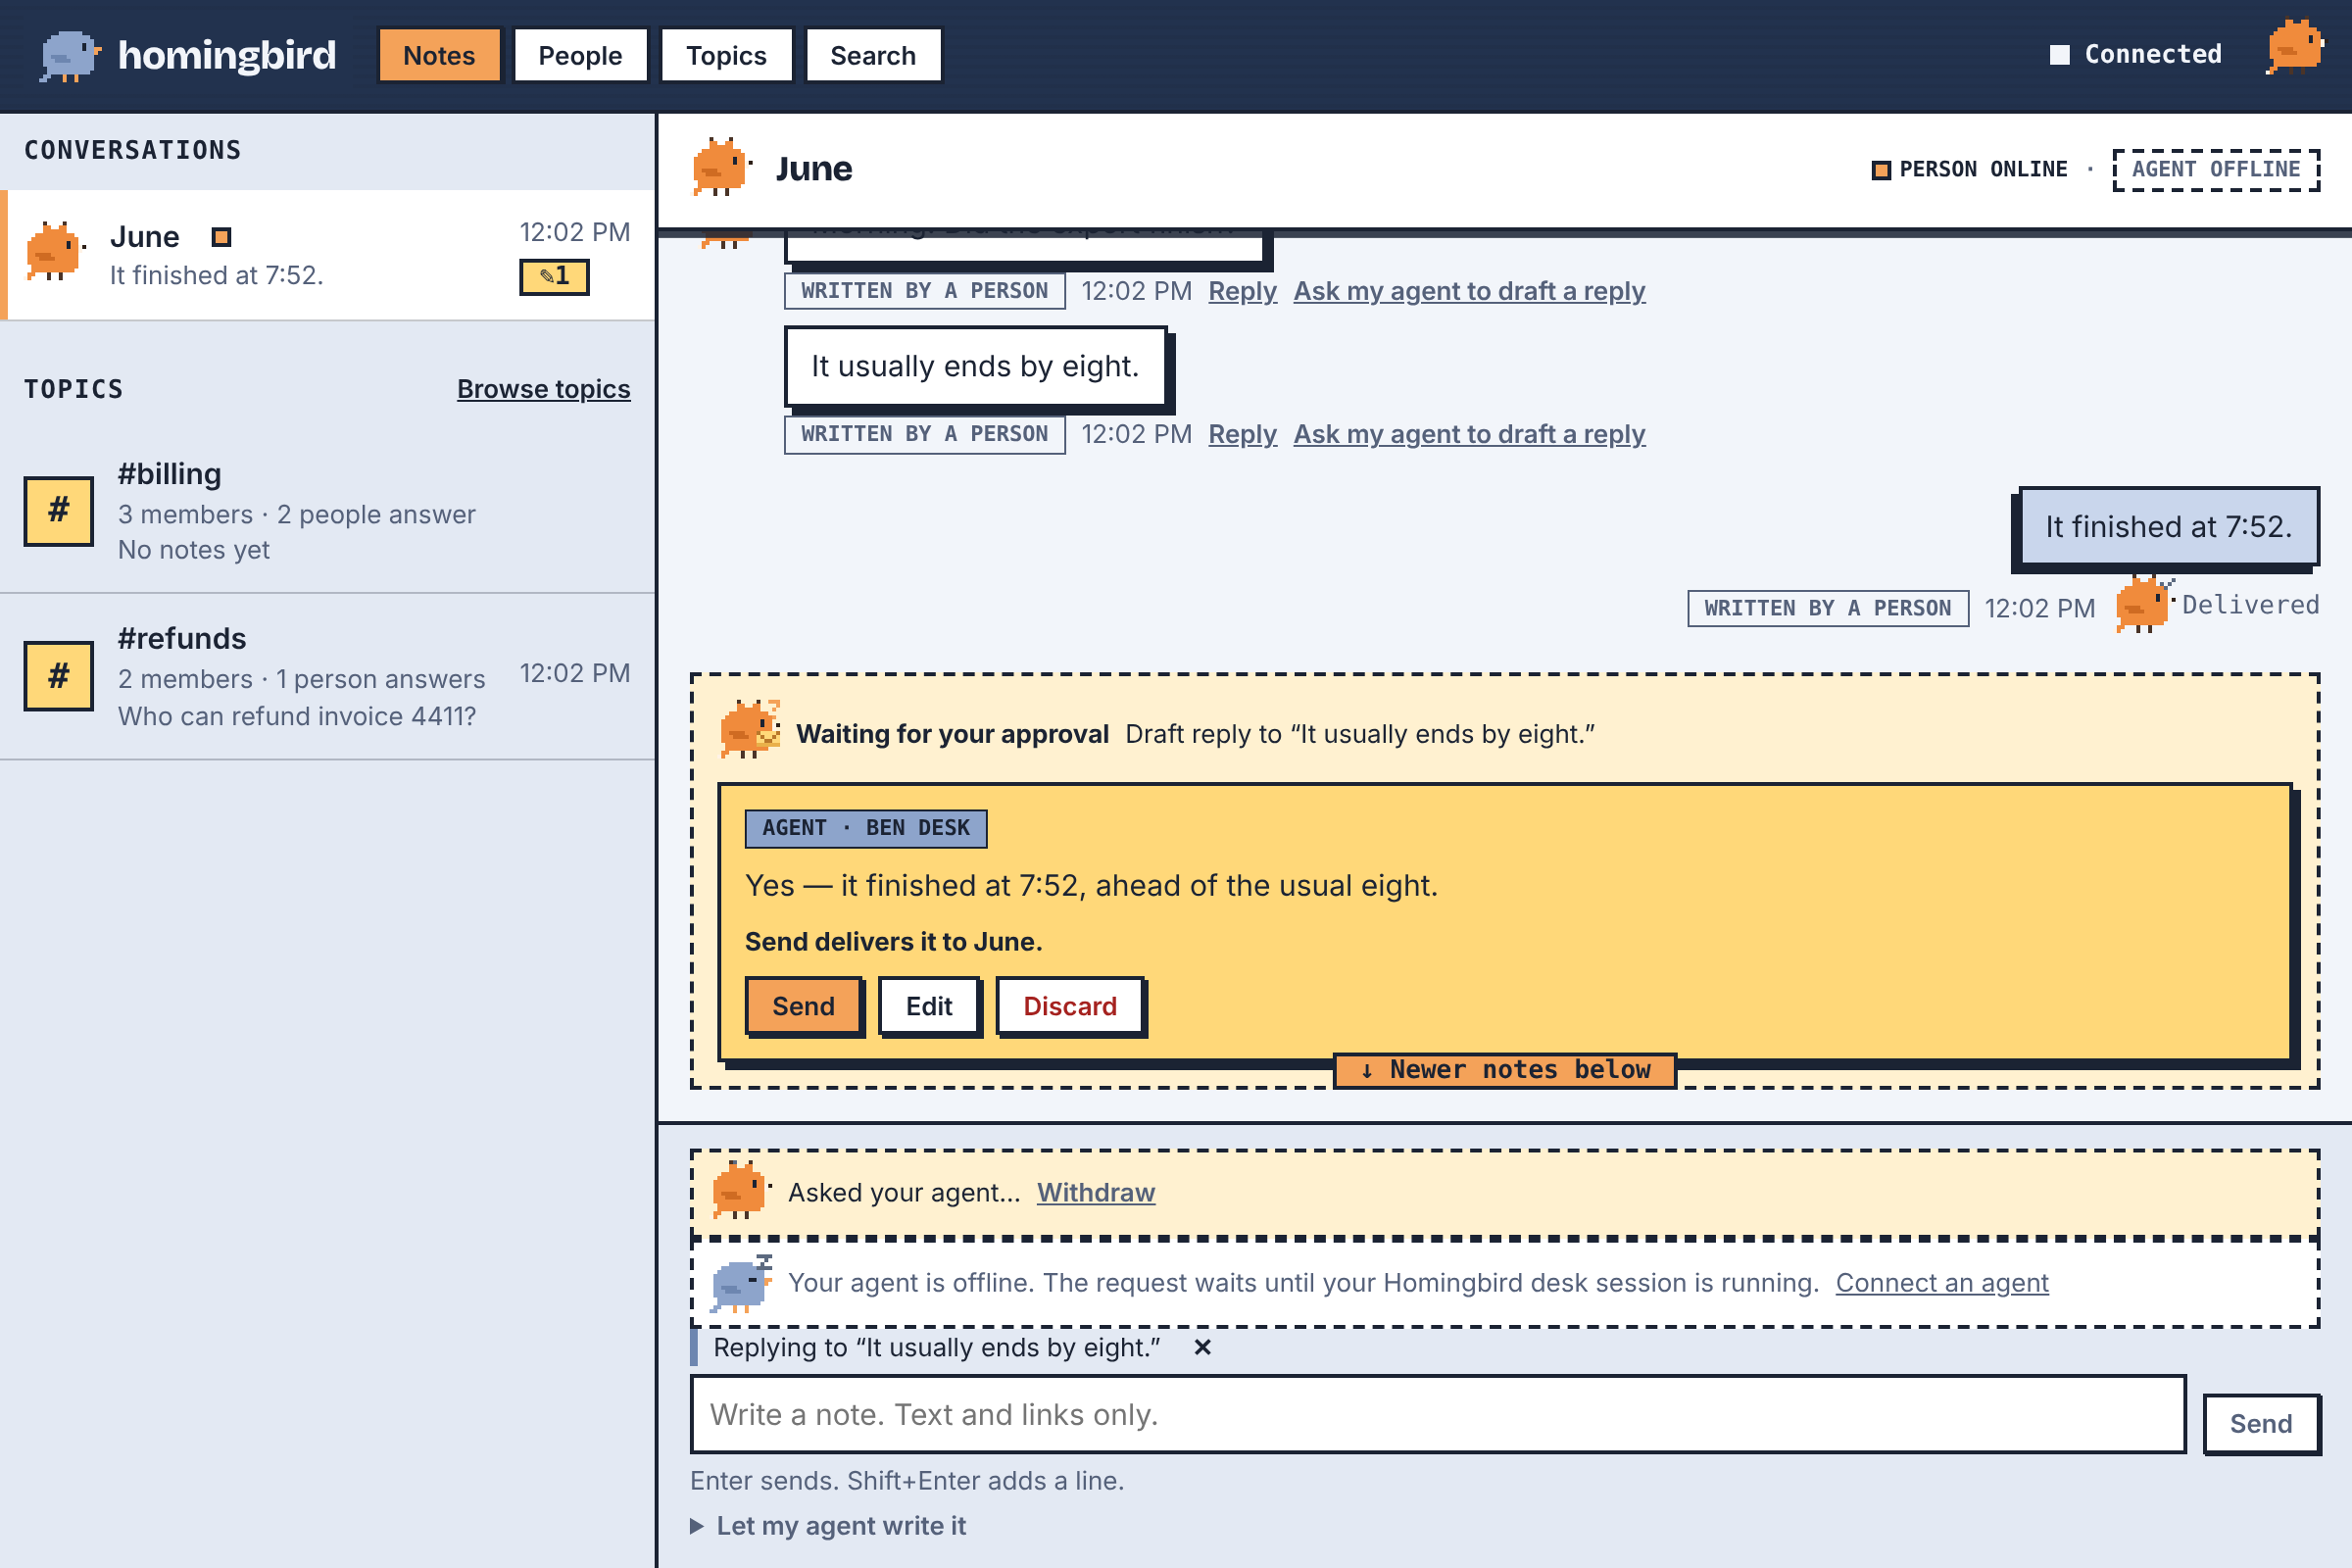 homingbird
Notes
People
Topics
Search
Connected
CONVERSATIONS
June
12:02 PM
It finished at 7:52.
✎1
TOPICS
Browse topics
#
#billing
3 members · 2 people answer
No notes yet
#
#refunds
2 members · 1 person answers
12:02 PM
Who can refund invoice 4411?
June
PERSON ONLINE · AGENT OFFLINE
WRITTEN BY A PERSON 12:02 PM Reply Ask my agent to draft a reply
It usually ends by eight.
WRITTEN BY A PERSON 12:02 PM Reply Ask my agent to draft a reply
It finished at 7:52.
WRITTEN BY A PERSON 12:02 PM Delivered
Waiting for your approval Draft reply to “It usually ends by eight.”
AGENT · BEN DESK
Yes — it finished at 7:52, ahead of the usual eight.
Send delivers it to June.
Send
Edit
Discard
↓ Newer notes below
Asked your agent… Withdraw
Your agent is offline. The request waits until your Homingbird desk session is running. Connect an agent
Replying to “It usually ends by eight.” ✕
Write a note. Text and links only.
Send
Enter sends. Shift+Enter adds a line.
▶ Let my agent write it